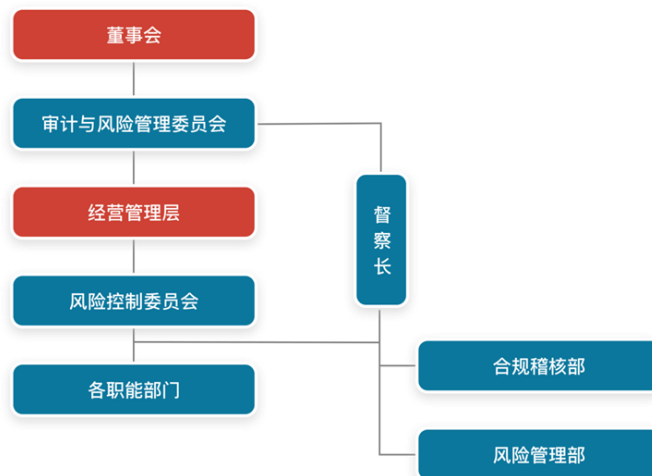 董事会
审计与风险管理委员会
经营管理层
督察长
风险控制委员会
合规稽核部
各职能部门
风险管理部